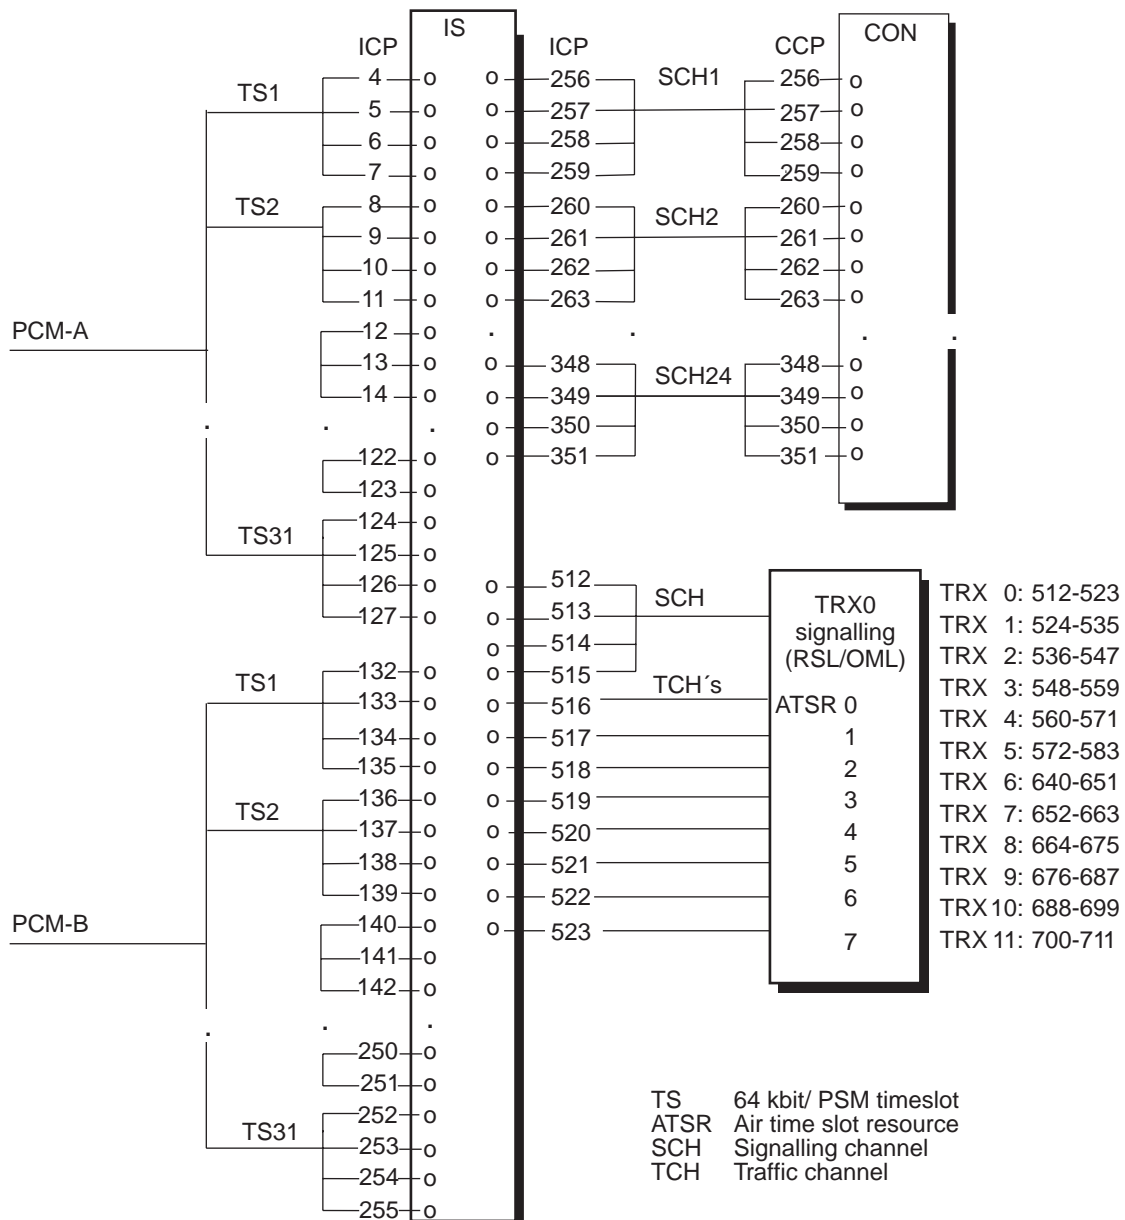 IS
CON
ICP ICP CCP
4 o o 256 SCH1 256 o
TS1
5 o o 257 257 o
6 o o 258 258 o
7 o o 259 259 o
TS2 8 o o 260 SCH2 260 o
9 o o 261 261 o
10 o o 262 262 o
11 o o 263 263 o
PCM-A
12 o . . . .
13 o o 348 348 o
14 o o 349 SCH24 349 o
. . . o 350 350 o
122 o o 351 351 o
123 o
124 o
TS31
125 o
126 o o 512
127 o o 513 SCH
o 514
132 o o 515
TS1
133 o o 516 TCH´s
134 o o 517
135 o o 518
136 o o 519
TS2
137 o o 520
138 o o 521
139 o o 522
PCM-B
140 o o 523
141 o
142 o
. . .
250 o
251 o
252 o
TS31
253 o
254 o
255 o
TRX0
signalling
(RSL/OML)
ATSR 0
1
2
3
4
5
6
7
TRX 0: 512-523
TRX 1: 524-535
TRX 2: 536-547
TRX 3: 548-559
TRX 4: 560-571
TRX 5: 572-583
TRX 6: 640-651
TRX 7: 652-663
TRX 8: 664-675
TRX 9: 676-687
TRX 10: 688-699
TRX 11: 700-711
TS 64 kbit/ PSM timeslot
ATSR Air time slot resource
SCH Signalling channel
TCH Traffic channel